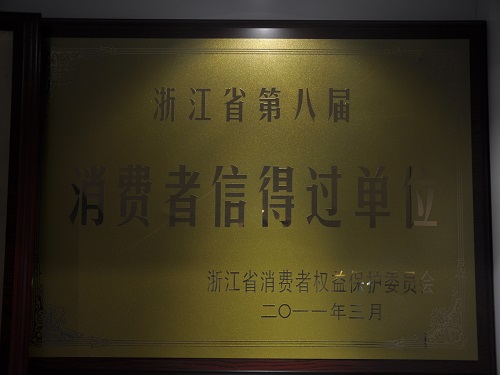 浙江省第八届
消费者信得过单位
浙江省消费者权益保护委员会
二〇一一年三月